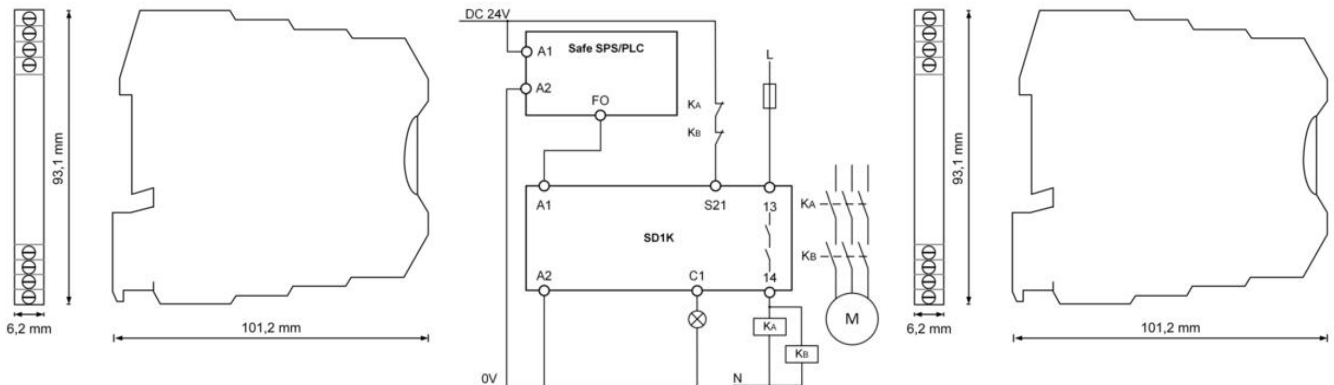 93,1 mm
6,2 mm
101,2 mm
DC 24V
A1
Safe SPS/PLC
A2
FO
L
KA
KB
A1
S21
13
SD1K
A2
C1
14
KA
KB
M
KA
KB
0V
N
93,1 mm
6,2 mm
101,2 mm